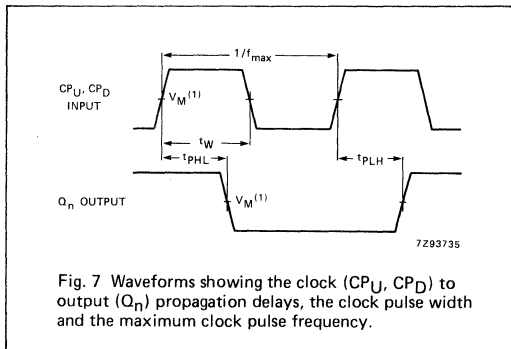 1/fmax
CPU, CPD
INPUT
VM(1)
tW
tPHL
tPLH
Qn OUTPUT
VM(1)
7Z93735
Fig. 7 Waveforms showing the clock (CPU, CPD) to
output (Qn) propagation delays, the clock pulse width
and the maximum clock pulse frequency.